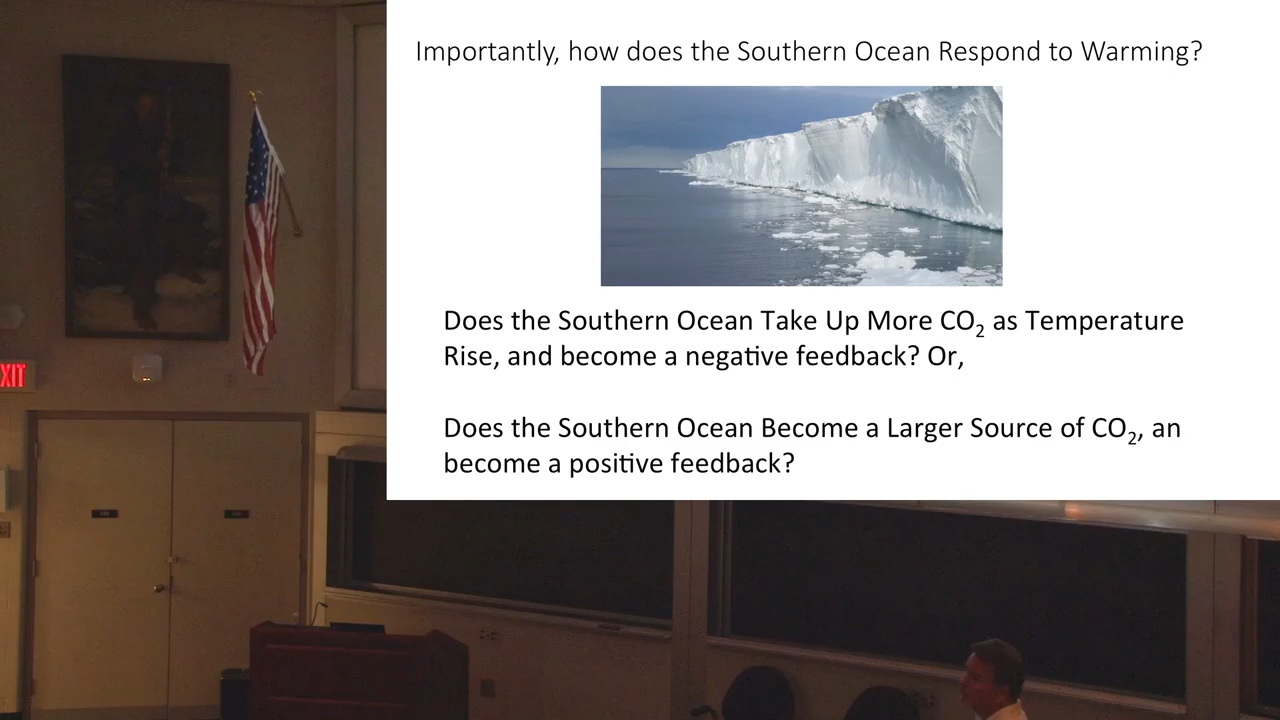 Importantly, how does the Southern Ocean Respond to Warming?
Does the Southern Ocean Take Up More CO₂ as Temperature
Rise, and become a negative feedback? Or,
Does the Southern Ocean Become a Larger Source of CO₂, an
become a positive feedback?
XIT